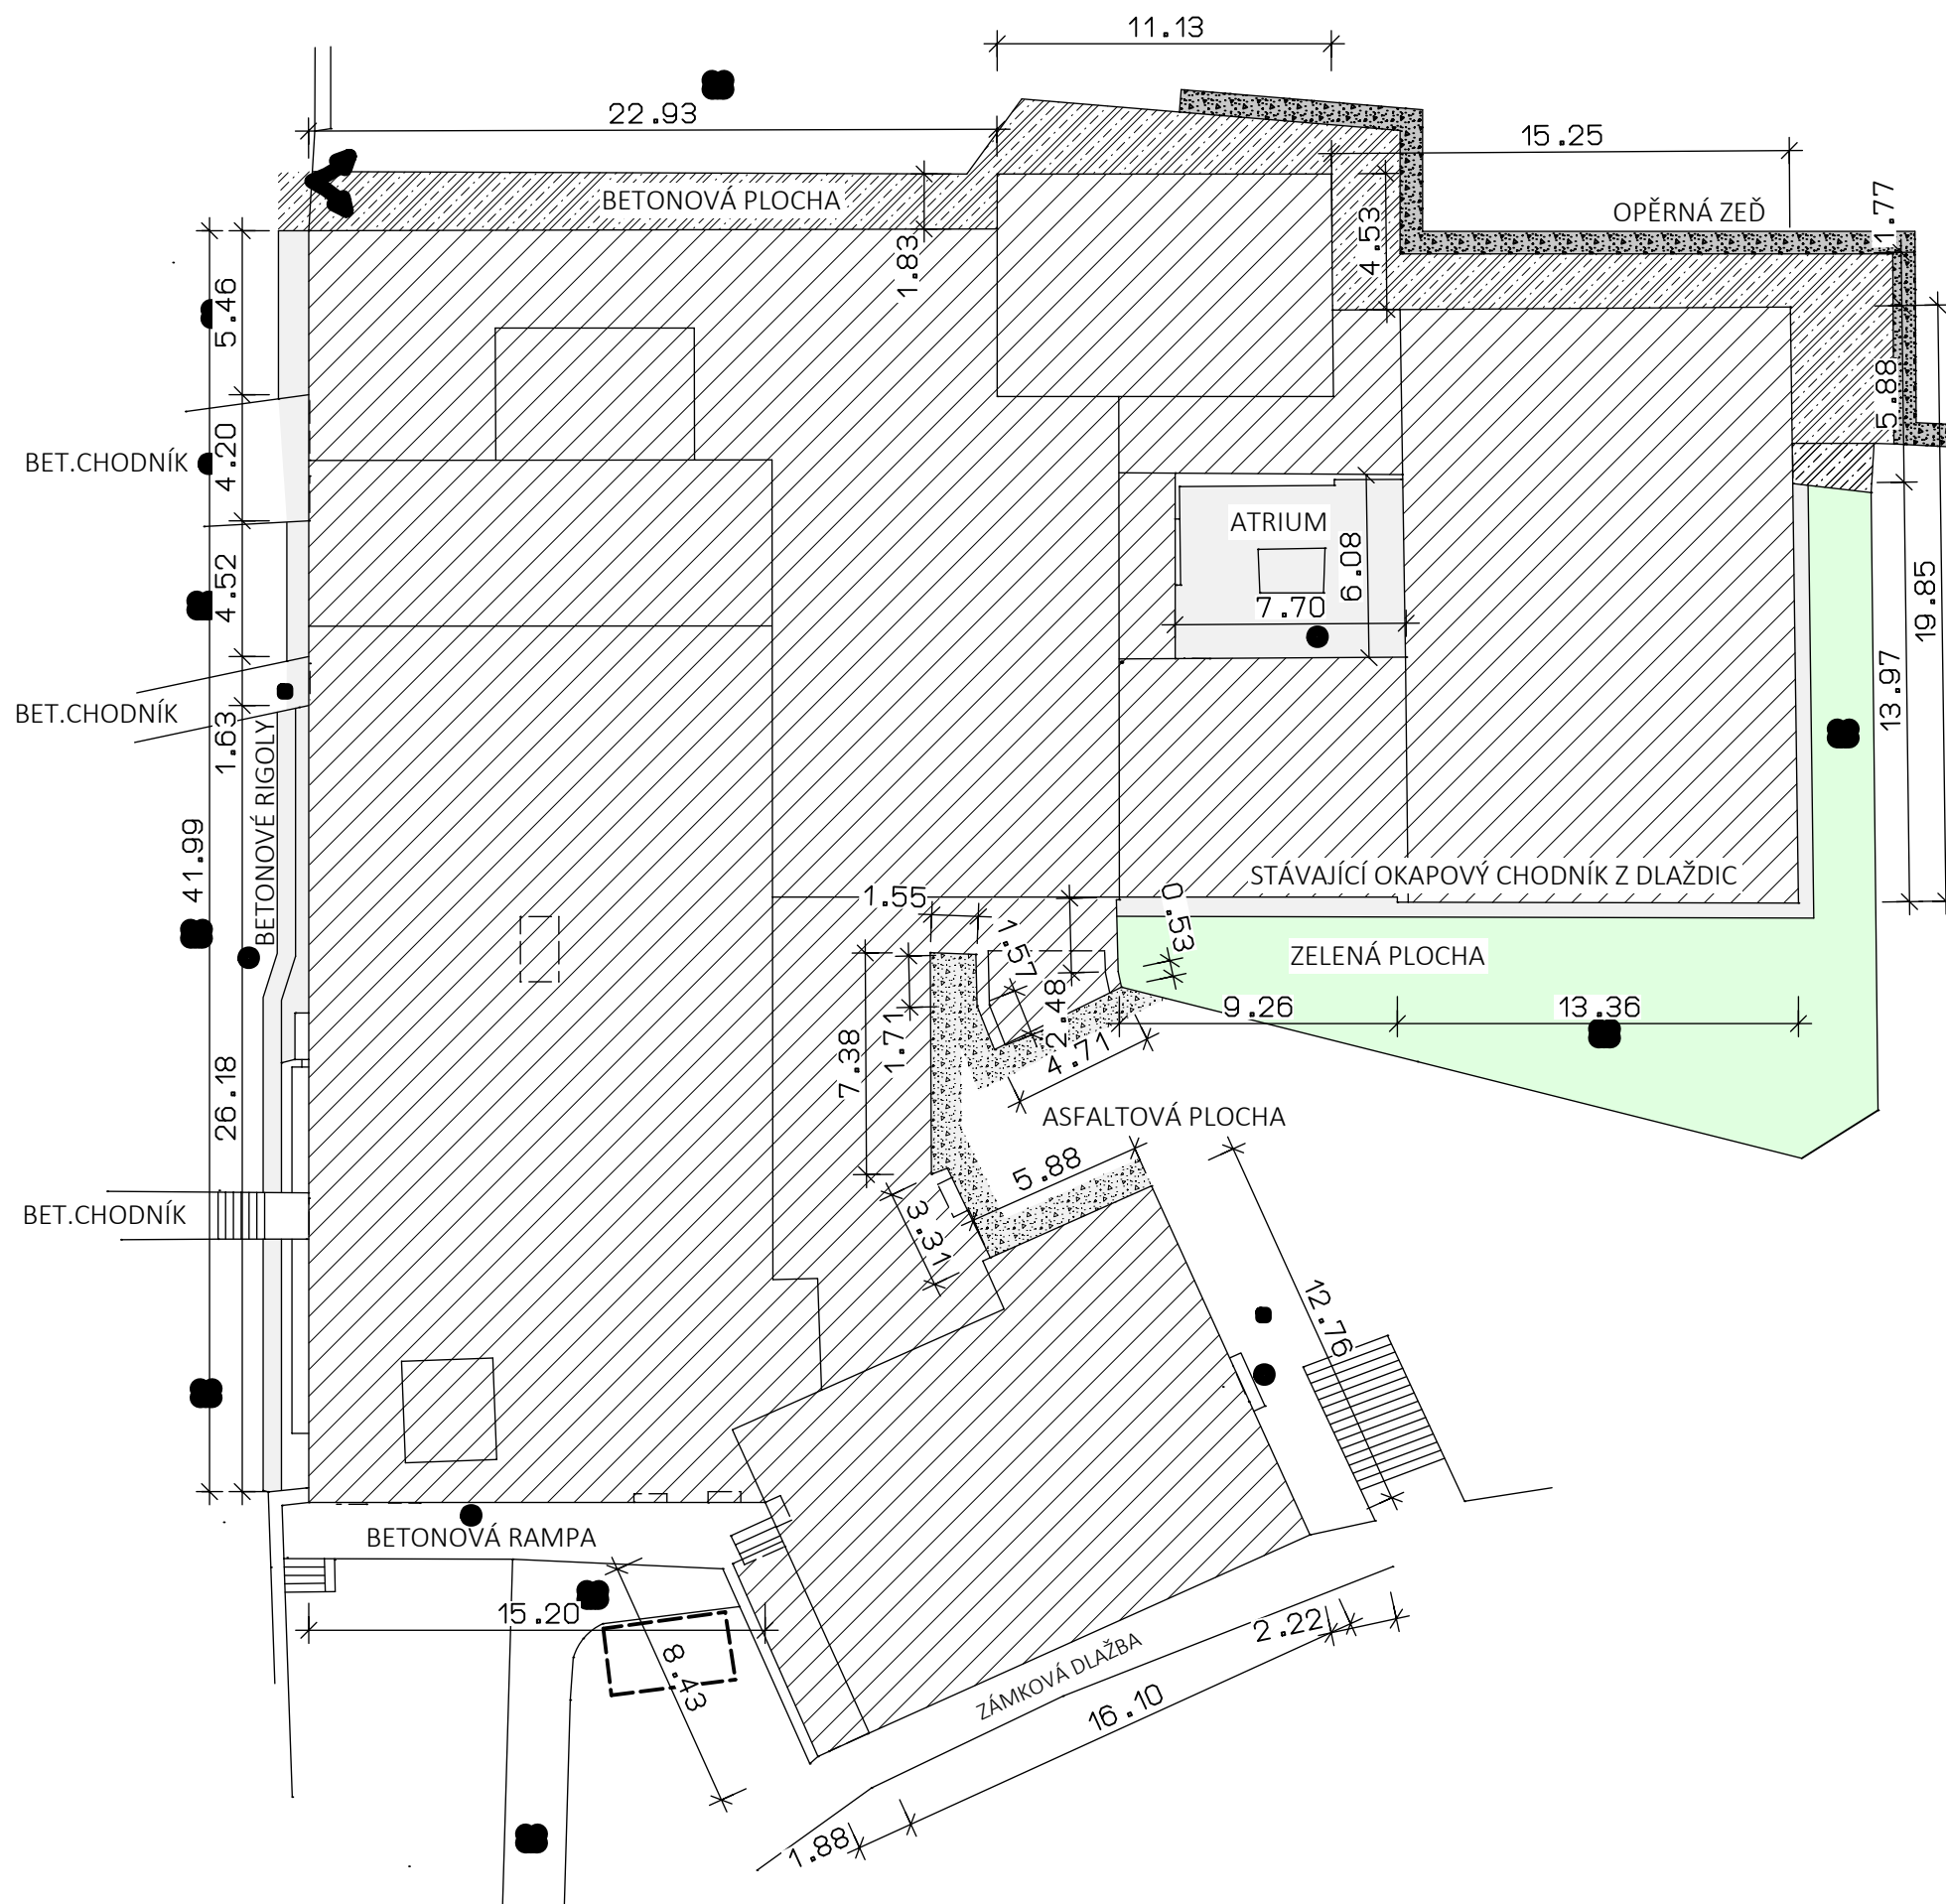 11.13
22.93
15.25
BETONOVÁ PLOCHA
OPĚRNÁ ZEĎ
1.77
4.53
1.83
5.46
5.88
BET.CHODNÍK
4.20
ATRIUM
6.08
7.70
4.52
19.85
13.97
BET.CHODNÍK
1.63
BETONOVÉ RIGOLY
41.99
STÁVAJÍCÍ OKAPOVÝ CHODNÍK Z DLAŽDIC
1.55
0.53
1.57
ZELENÁ PLOCHA
2.48
9.26
13.36
1.71
7.38
4.71
26.18
ASFALTOVÁ PLOCHA
5.88
BET.CHODNÍK
3.31
12.76
BETONOVÁ RAMPA
15.20
8.43
2.22
ZÁMKOVÁ DLAŽBA
16.10
1.88